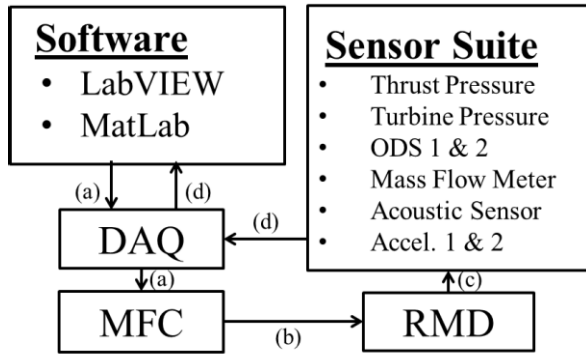 Software
• LabVIEW
• MatLab
Sensor Suite
• Thrust Pressure
• Turbine Pressure
• ODS 1 & 2
• Mass Flow Meter
• Acoustic Sensor
• Accel. 1 & 2
(a)
(d)
(d)
DAQ
(a)
(c)
MFC
(b)
RMD